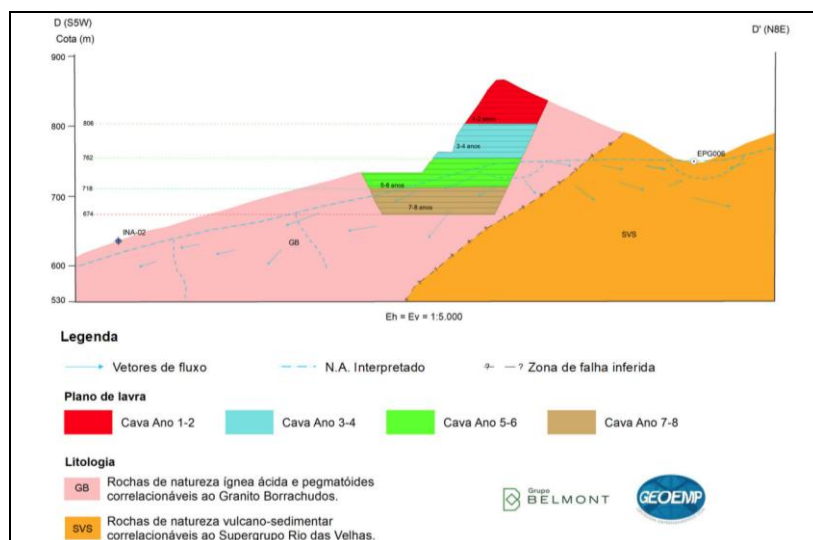 D (S5W)
D' (N8E)
Cota (m)
900
800
700
600
530
806
762
718
674
1-2 anos
3-4 anos
5-6 anos
7-8 anos
EPG006
INA-02
GB
SVS
Eh = Ev = 1:5.000
Legenda
Vetores de fluxo
N.A. Interpretado
? Zona de falha inferida
Plano de lavra
Cava Ano 1-2
Cava Ano 3-4
Cava Ano 5-6
Cava Ano 7-8
Litologia
GB
Rochas de natureza ígnea ácida e pegmatóides
correlacionáveis ao Granito Borrachudos.
SVS
Rochas de natureza vulcano-sedimentar
correlacionáveis ao Supergrupo Rio das Velhas.
Grupo
BELMONT
GEOEMP